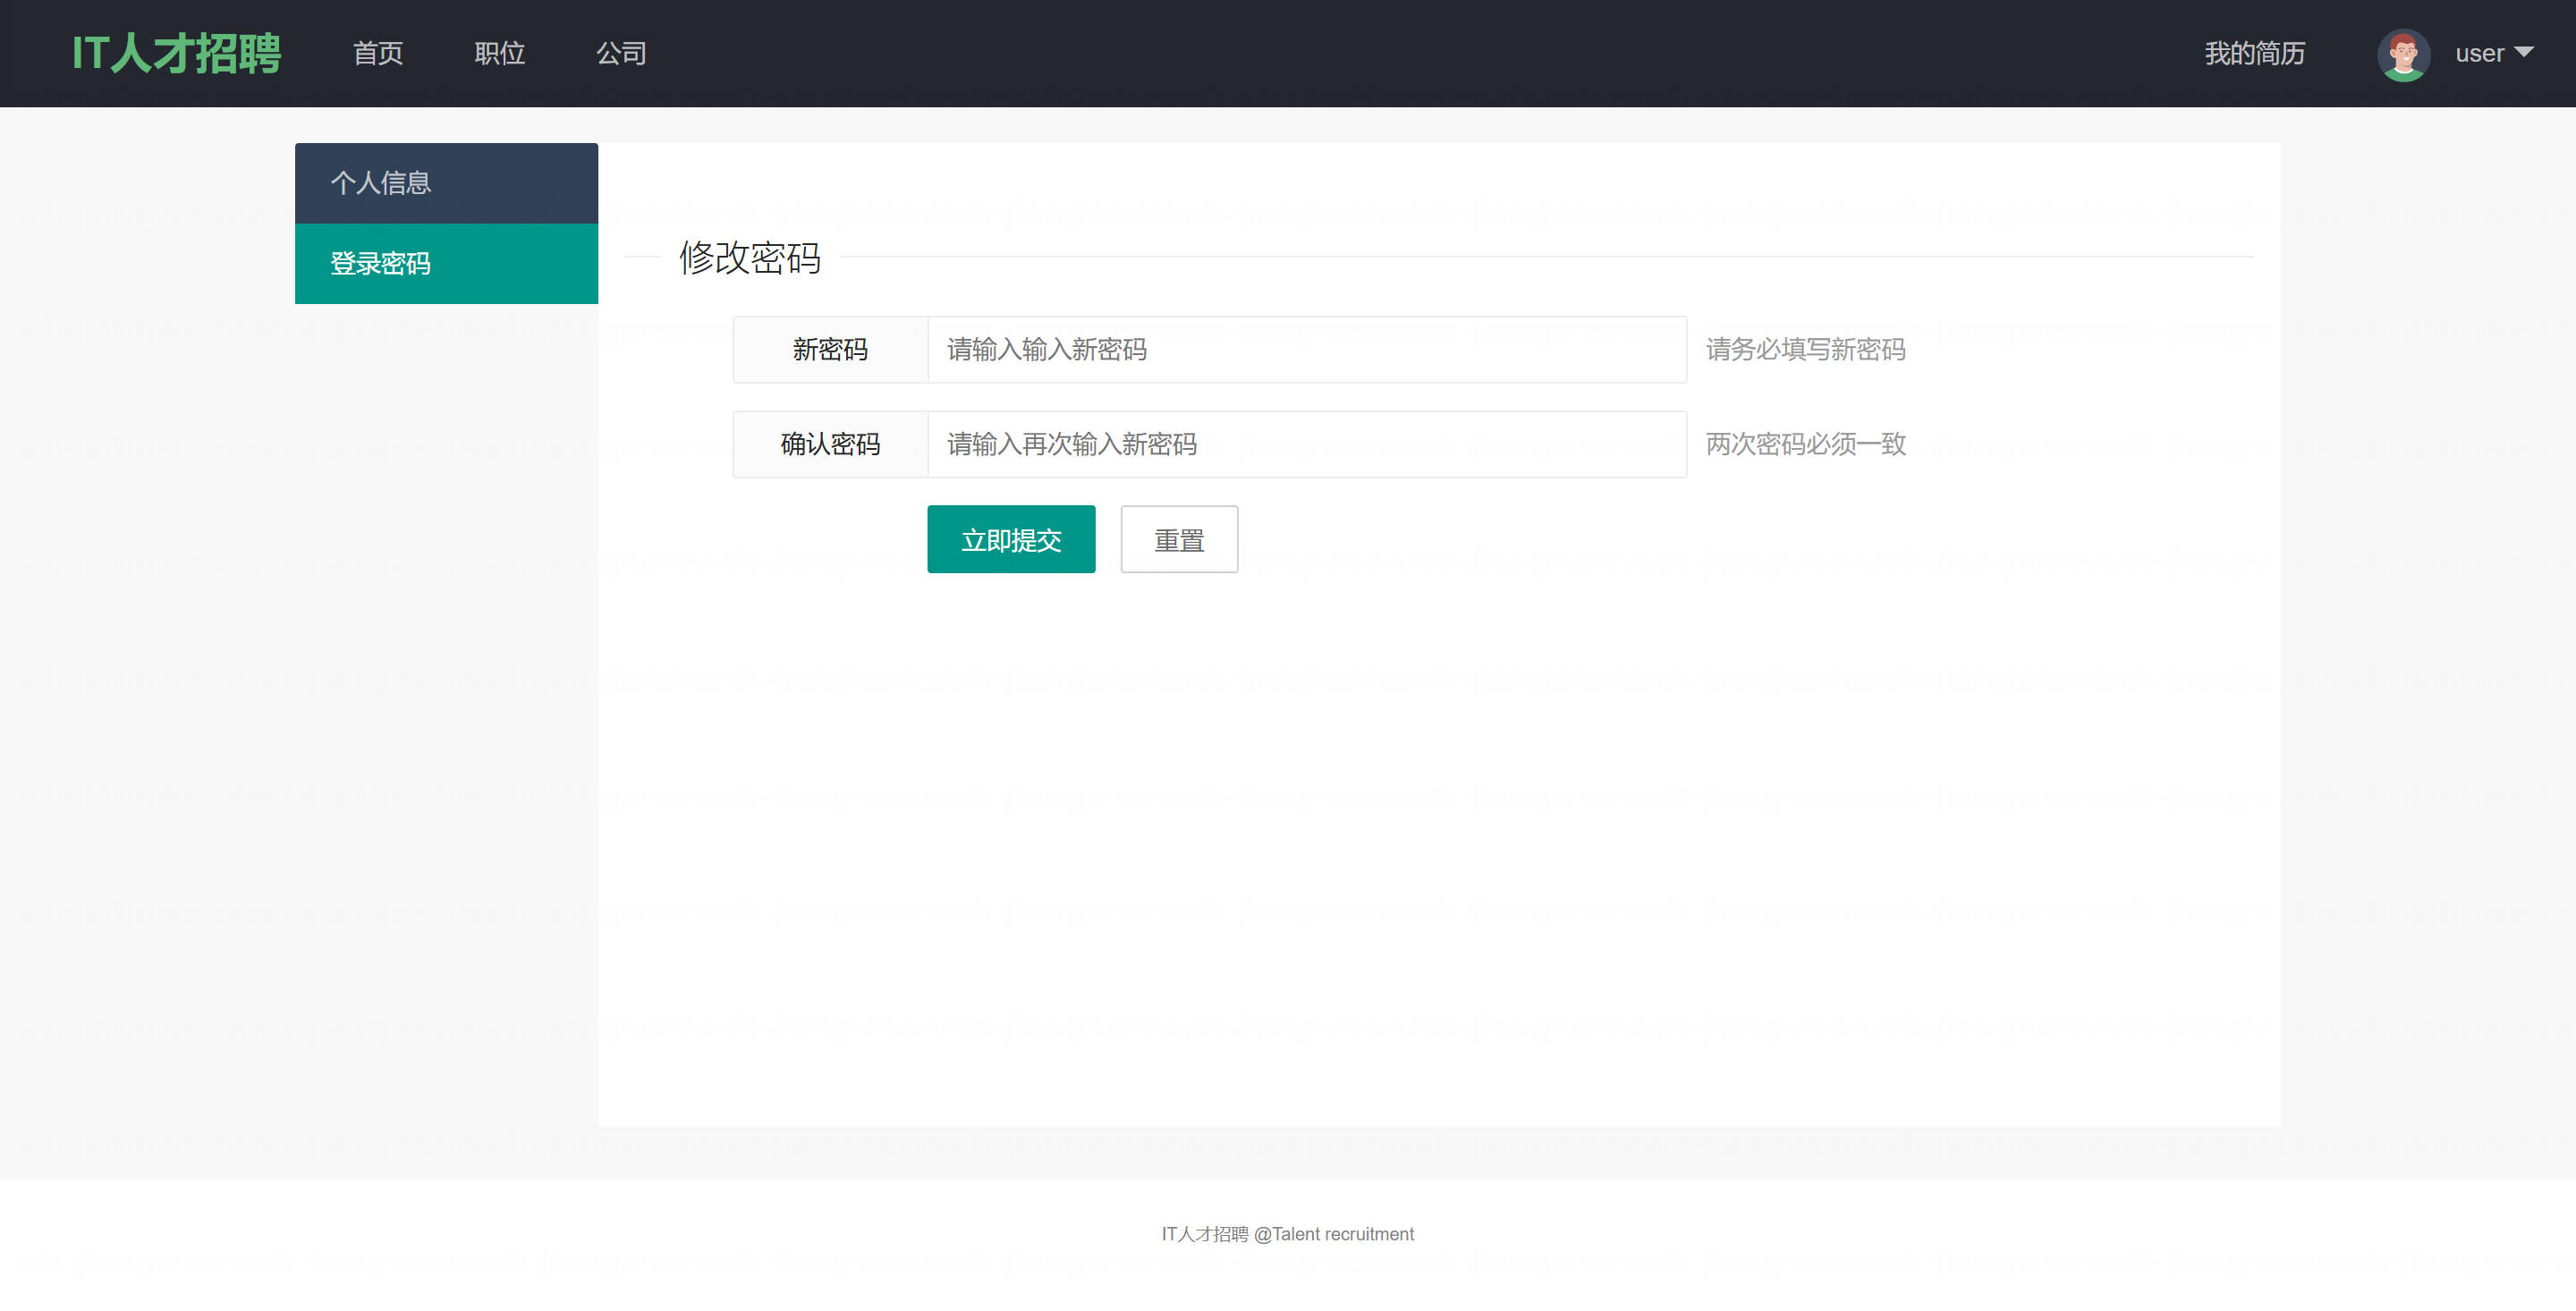 IT人才招聘 首页 职位 公司 我的简历 user
个人信息
登录密码
修改密码
新密码 请输入输入新密码 请务必填写新密码
确认密码 请输入再次输入新密码 两次密码必须一致
立即提交 重置
IT人才招聘 @Talent recruitment